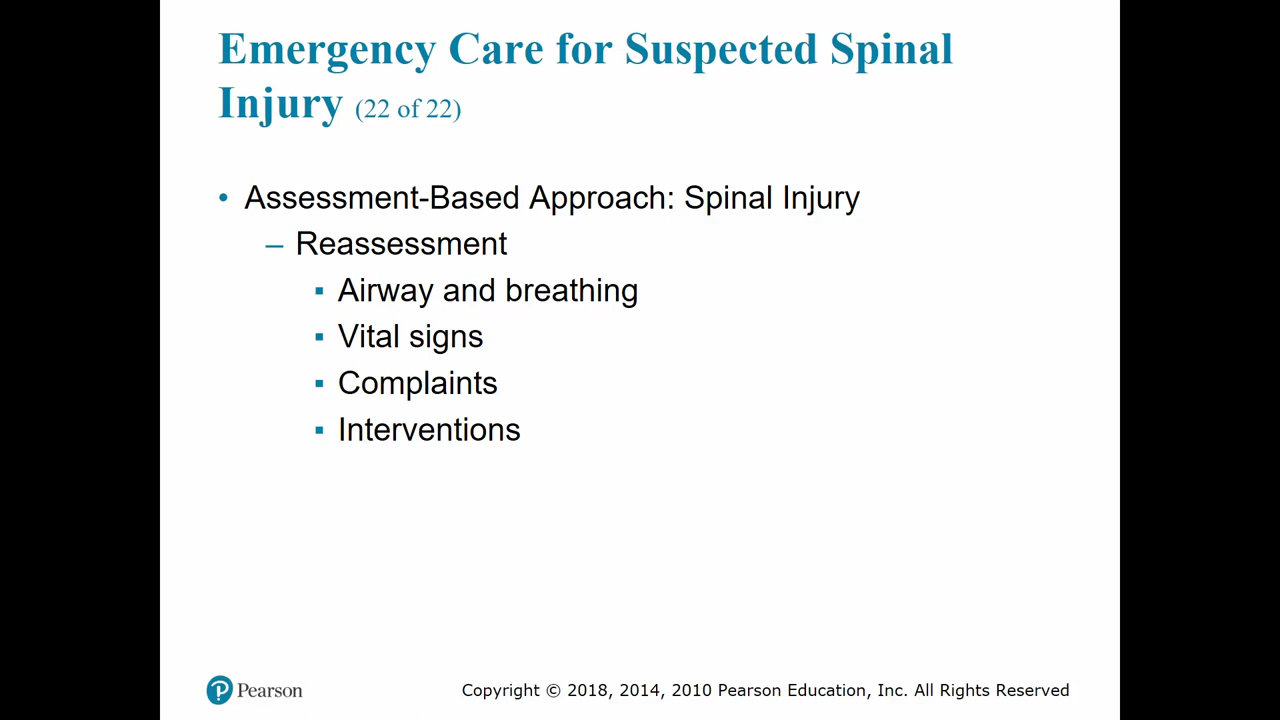 Emergency Care for Suspected Spinal
Injury (22 of 22)
• Assessment-Based Approach: Spinal Injury
– Reassessment
▪ Airway and breathing
▪ Vital signs
▪ Complaints
▪ Interventions
Pearson
Copyright © 2018, 2014, 2010 Pearson Education, Inc. All Rights Reserved